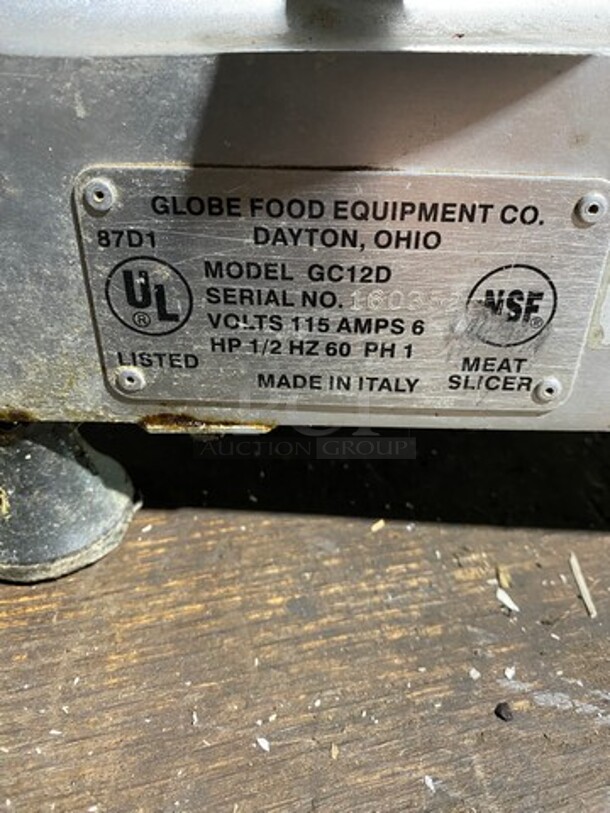 GLOBE FOOD EQUIPMENT CO.
87D1 DAYTON, OHIO
MODEL GC12D
UL
®
SERIAL NO.
NSF
®
VOLTS 115 AMPS 6
HP 1/2 HZ 60 PH 1
LISTED
MEAT
SLICER
MADE IN ITALY
AUCTION GROUP